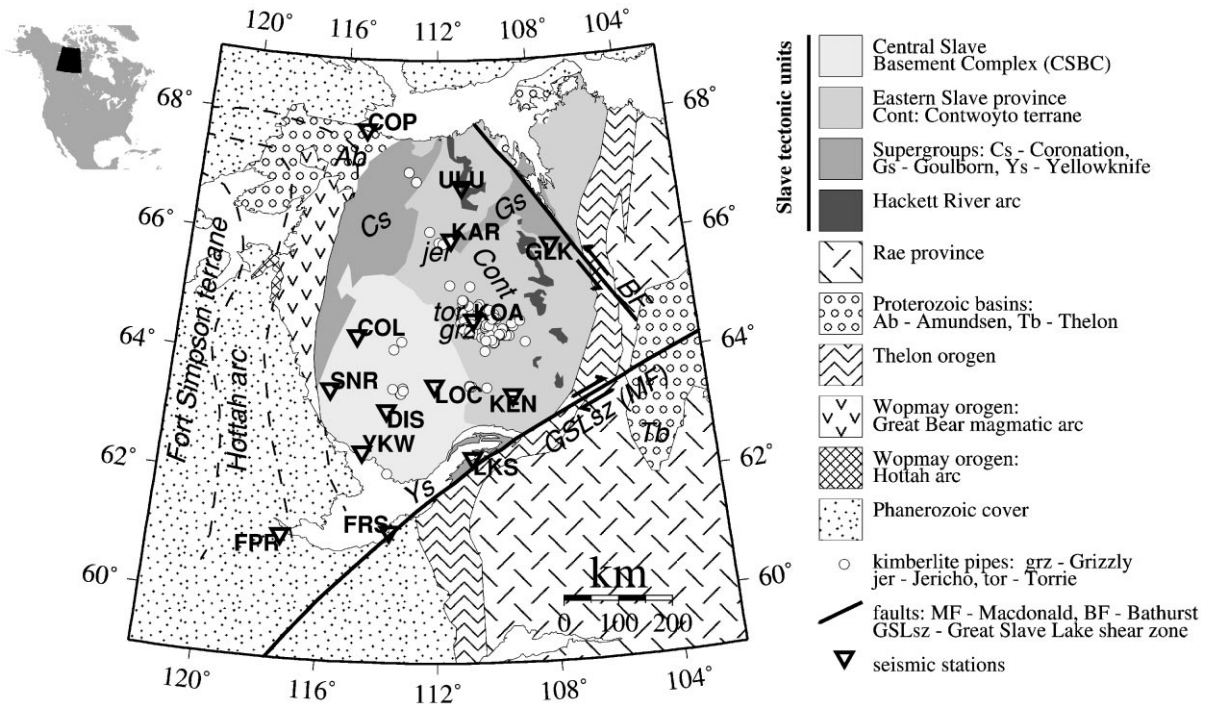 120° 116° 112° 108° 104°
68° 68°
66° 66°
64° 64°
62° 62°
60° 60°
120° 116° 112° 108° 104°
COP
Ab
ULU
Cs
Gs
KAR
jer
GLK
Cont
BF
tor
KOA
grz
COL
Fort Simpson terrane
Hottah arc
SNR
LOC
KEN
DIS
GSLsz (MF)
Tb
YKW
LKS
Ys
FRS
FPR
km
0 100 200
Slave tectonic units
Central Slave
Basement Complex (CSBC)
Eastern Slave province
Cont: Contwoyto terrane
Supergroups: Cs - Coronation,
Gs - Goulborn, Ys - Yellowknife
Hackett River arc
Rae province
Proterozoic basins:
Ab - Amundsen, Tb - Thelon
Thelon orogen
Wopmay orogen:
Great Bear magmatic arc
Wopmay orogen:
Hottah arc
Phanerozoic cover
kimberlite pipes: grz - Grizzly
jer - Jericho, tor - Torrie
faults: MF - Macdonald, BF - Bathurst
GSLsz - Great Slave Lake shear zone
seismic stations